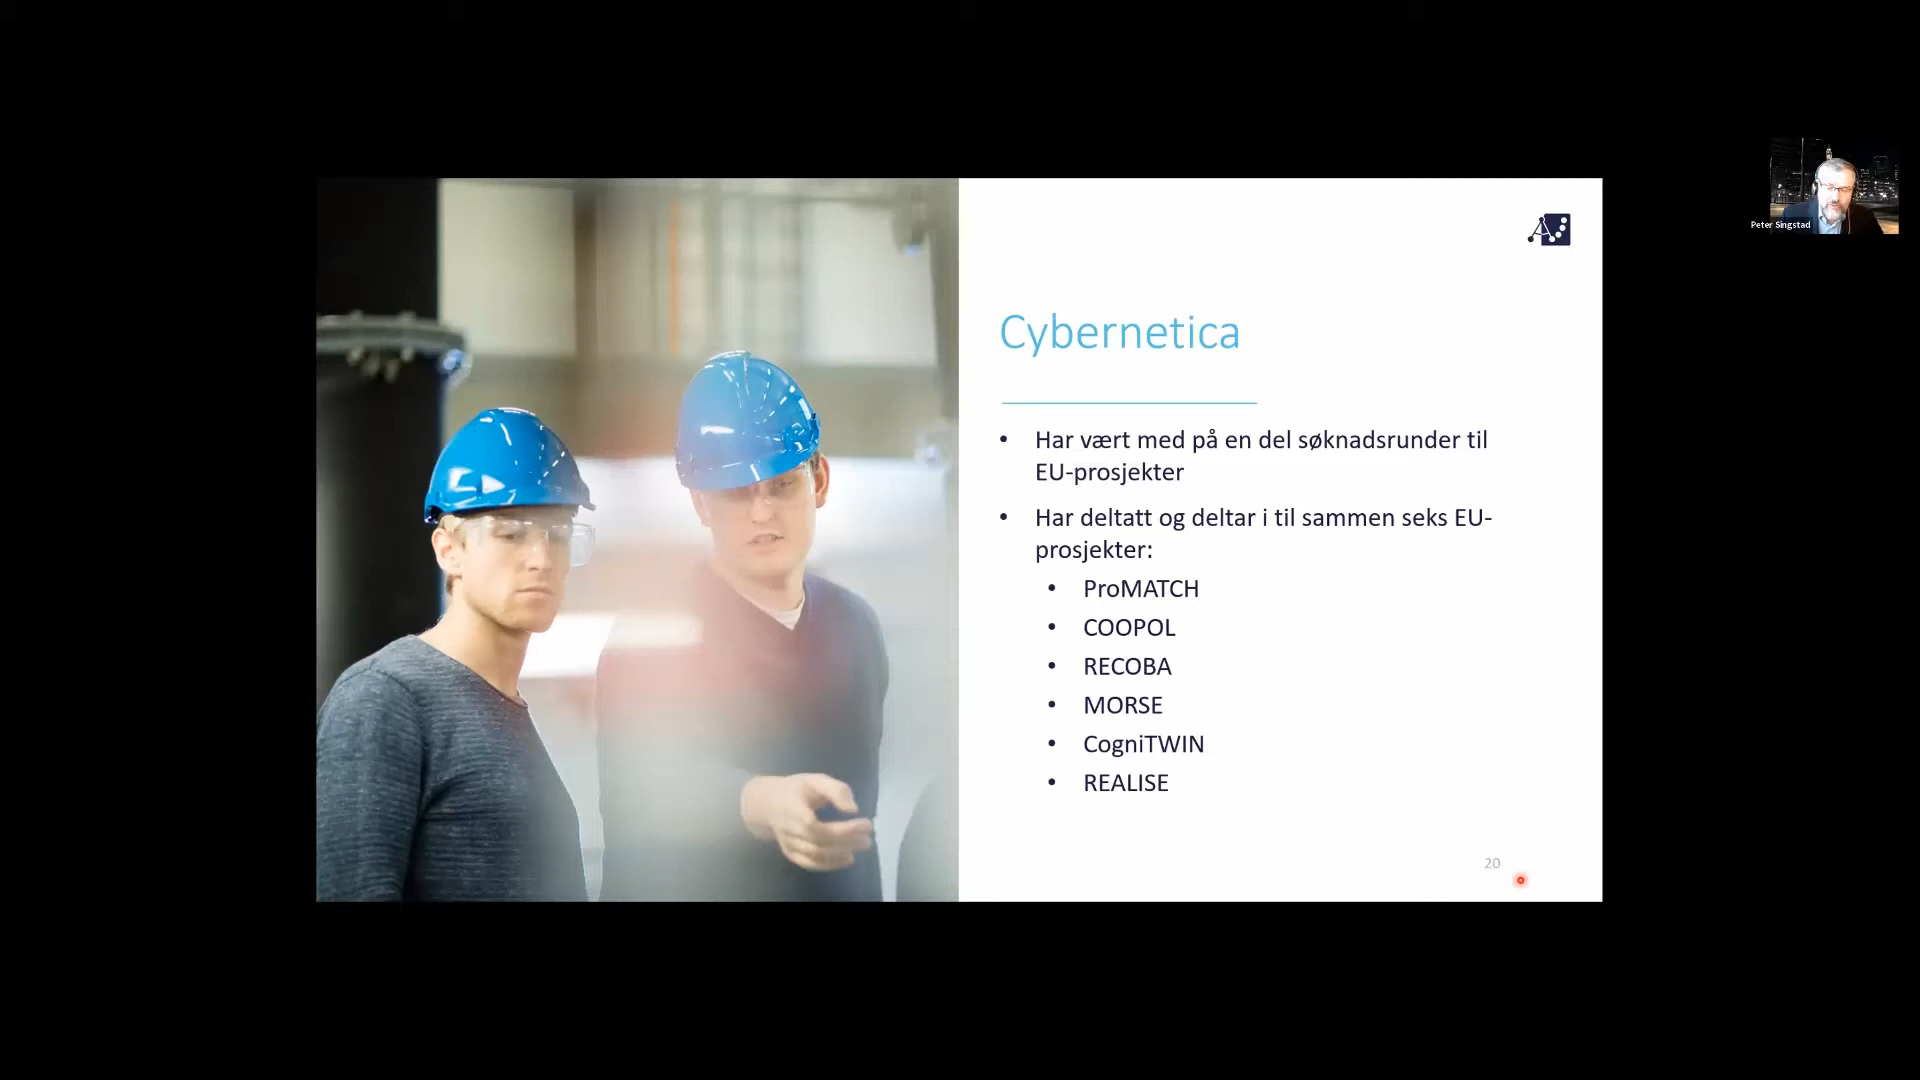 Peter Singstad
Cybernetica
• Har vært med på en del søknadsrunder til
EU-prosjekter
• Har deltatt og deltar i til sammen seks EU-
prosjekter:
• ProMATCH
• COOPOL
• RECOBA
• MORSE
• CogniTWIN
• REALISE
20